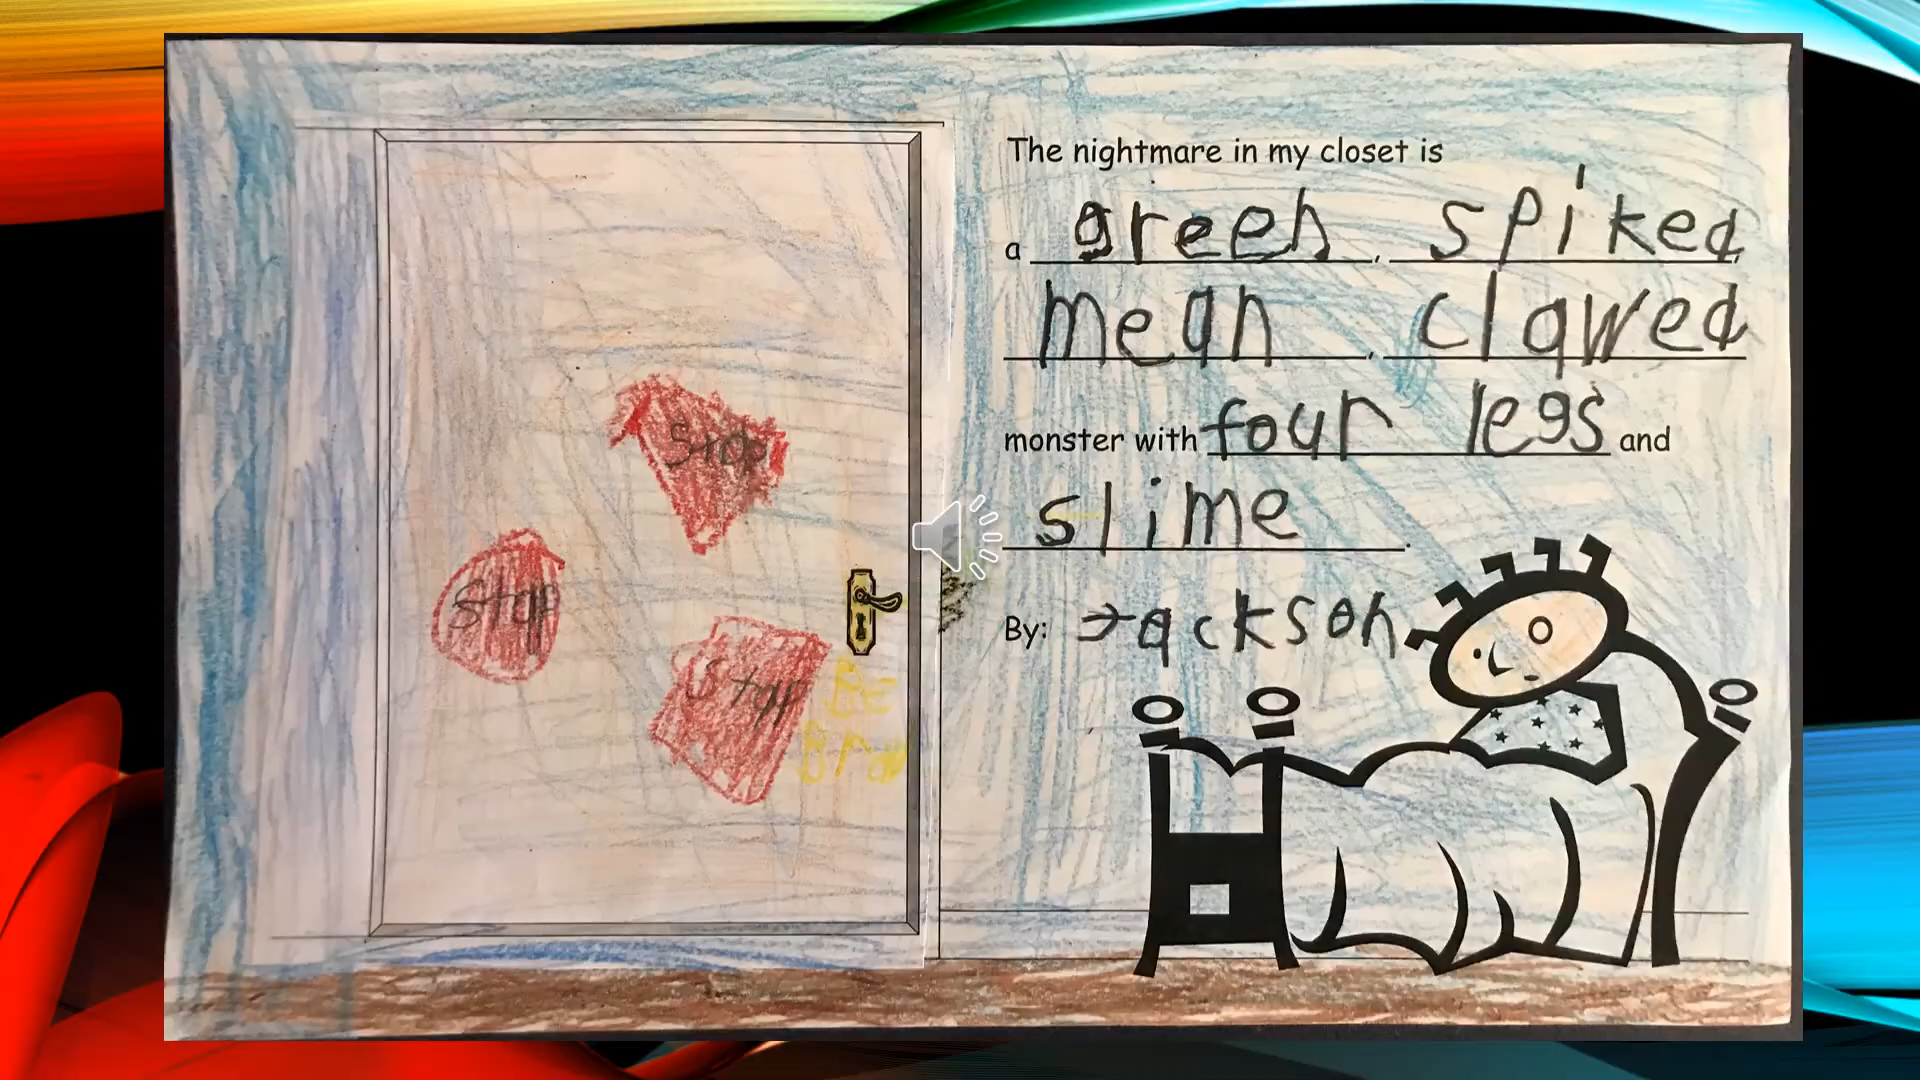 The nightmare in my closet is
a green, spiked,
mean, clawed
monster with four legs and
slime.
By: Jackson
Stop
Stop
Stop
Be